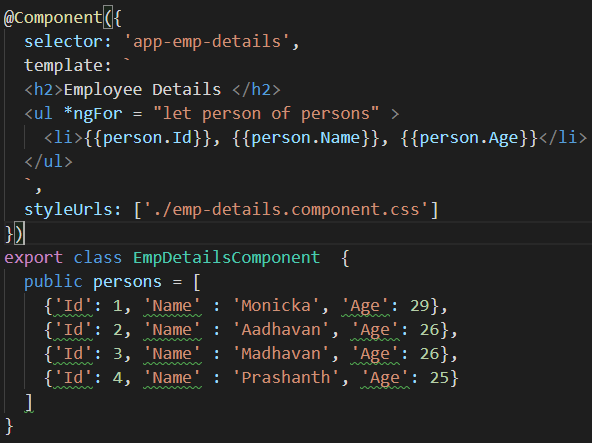 @Component({
  selector: 'app-emp-details',
  template: `
  <h2>Employee Details </h2>
  <ul *ngFor = "let person of persons" >
    <li>{{person.Id}}, {{person.Name}}, {{person.Age}}</li>
  </ul>
  `,
  styleUrls: ['./emp-details.component.css']
})
export class EmpDetailsComponent  {
  public persons = [
    {'Id': 1, 'Name' : 'Monicka', 'Age': 29},
    {'Id': 2, 'Name' : 'Aadhavan', 'Age': 26},
    {'Id': 3, 'Name' : 'Madhavan', 'Age': 26},
    {'Id': 4, 'Name' : 'Prashanth', 'Age': 25}
  ]
}